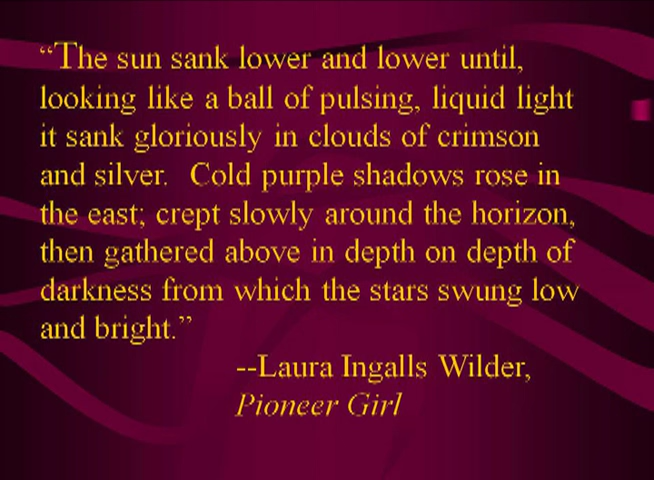 “The sun sank lower and lower until,
looking like a ball of pulsing, liquid light
it sank gloriously in clouds of crimson
and silver.  Cold purple shadows rose in
the east; crept slowly around the horizon,
then gathered above in depth on depth of
darkness from which the stars swung low
and bright.”
--Laura Ingalls Wilder,
Pioneer Girl